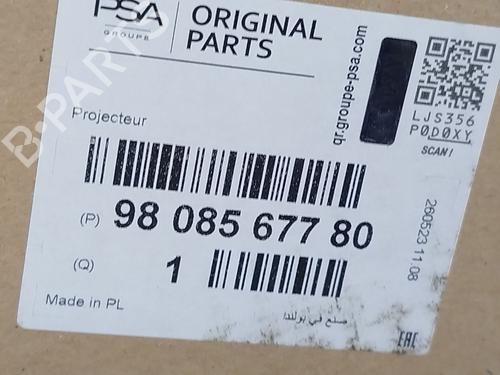 PSA
GROUPE
ORIGINAL
PARTS
qr.groupe-psa.com
LJS356
P0D0XY
SCAN!
Projecteur
(P) 98 085 677 80
(Q) 1
260523 11:08
Made in PL
صنع في بولندا
EAC
B-PARTS